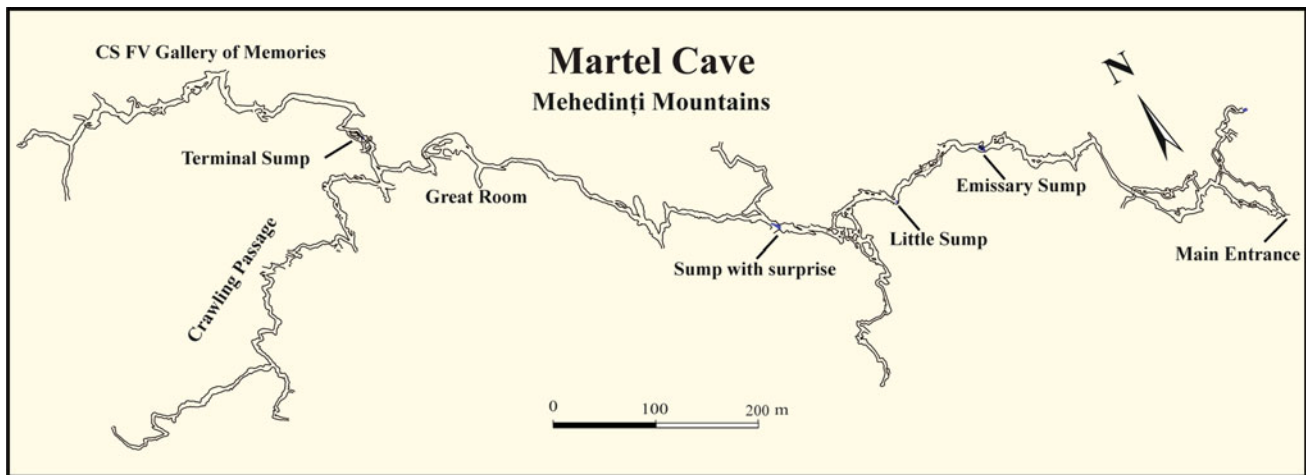 Martel Cave
Mehedinți Mountains
N
CS FV Gallery of Memories
Terminal Sump
Great Room
Crawling Passage
Sump with surprise
Little Sump
Emissary Sump
Main Entrance
0 100 200 m